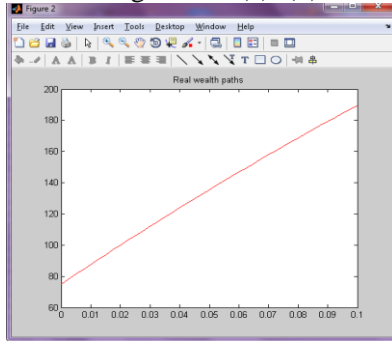 Figure 2
File Edit View Insert Tools Desktop Window Help
Real wealth paths
200
180
160
140
120
100
80
60
0 0.01 0.02 0.03 0.04 0.05 0.06 0.07 0.08 0.09 0.1